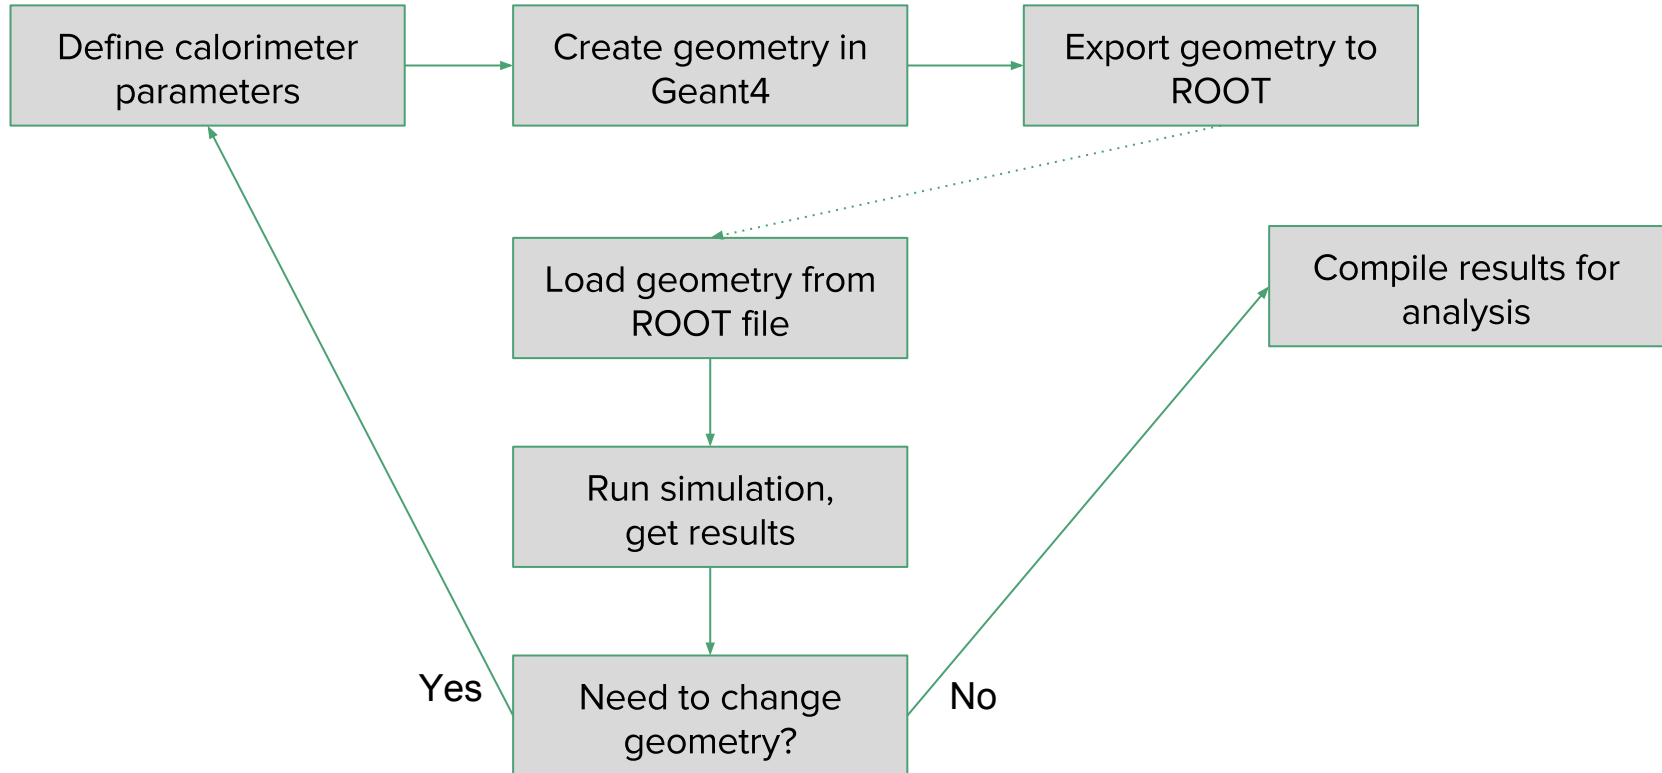 Define calorimeter
parameters
Create geometry in
Geant4
Export geometry to
ROOT
Load geometry from
ROOT file
Compile results for
analysis
Run simulation,
get results
Yes
Need to change
geometry?
No